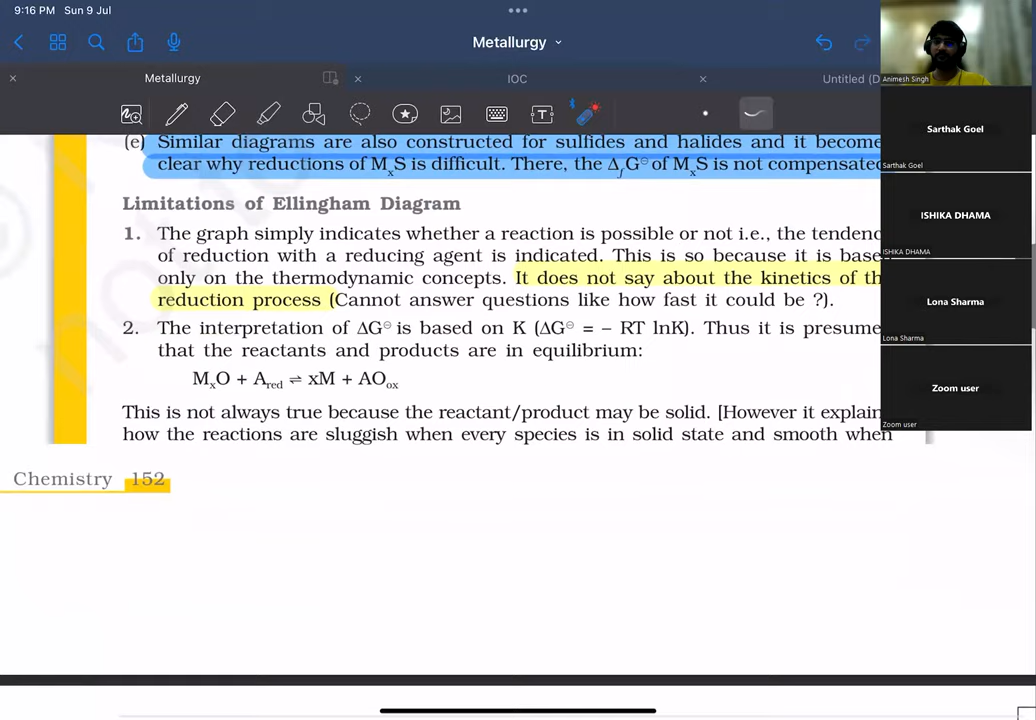 9:16 PM Sun 9 Jul
Metallurgy
Metallurgy
IOC
Untitled (D
(e) Similar diagrams are also constructed for sulfides and halides and it become
clear why reductions of MxS is difficult. There, the ΔfG⊖ of MxS is not compensated
Limitations of Ellingham Diagram
1. The graph simply indicates whether a reaction is possible or not i.e., the tendenc
of reduction with a reducing agent is indicated. This is so because it is base
only on the thermodynamic concepts. It does not say about the kinetics of th
reduction process (Cannot answer questions like how fast it could be ?).
2. The interpretation of ΔG⊖ is based on K (ΔG⊖ = – RT lnK). Thus it is presume
that the reactants and products are in equilibrium:
MxO + Ared ⇌ xM + AOox
This is not always true because the reactant/product may be solid. [However it explain
how the reactions are sluggish when every species is in solid state and smooth when
Chemistry 152
Animesh Singh
Sarthak Goel
Sarthak Goel
ISHIKA DHAMA
ISHIKA DHAMA
Lona Sharma
Lona Sharma
Zoom user
Zoom user